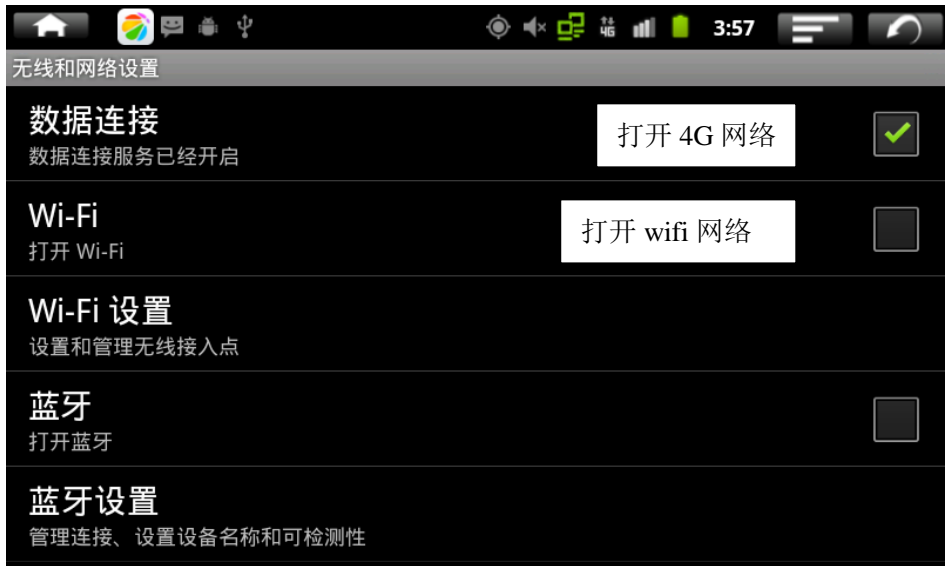 4G 3:57
无线和网络设置
数据连接
数据连接服务已经开启
打开 4G 网络
Wi-Fi
打开 Wi-Fi
打开 wifi 网络
Wi-Fi 设置
设置和管理无线接入点
蓝牙
打开蓝牙
蓝牙设置
管理连接、设置设备名称和可检测性